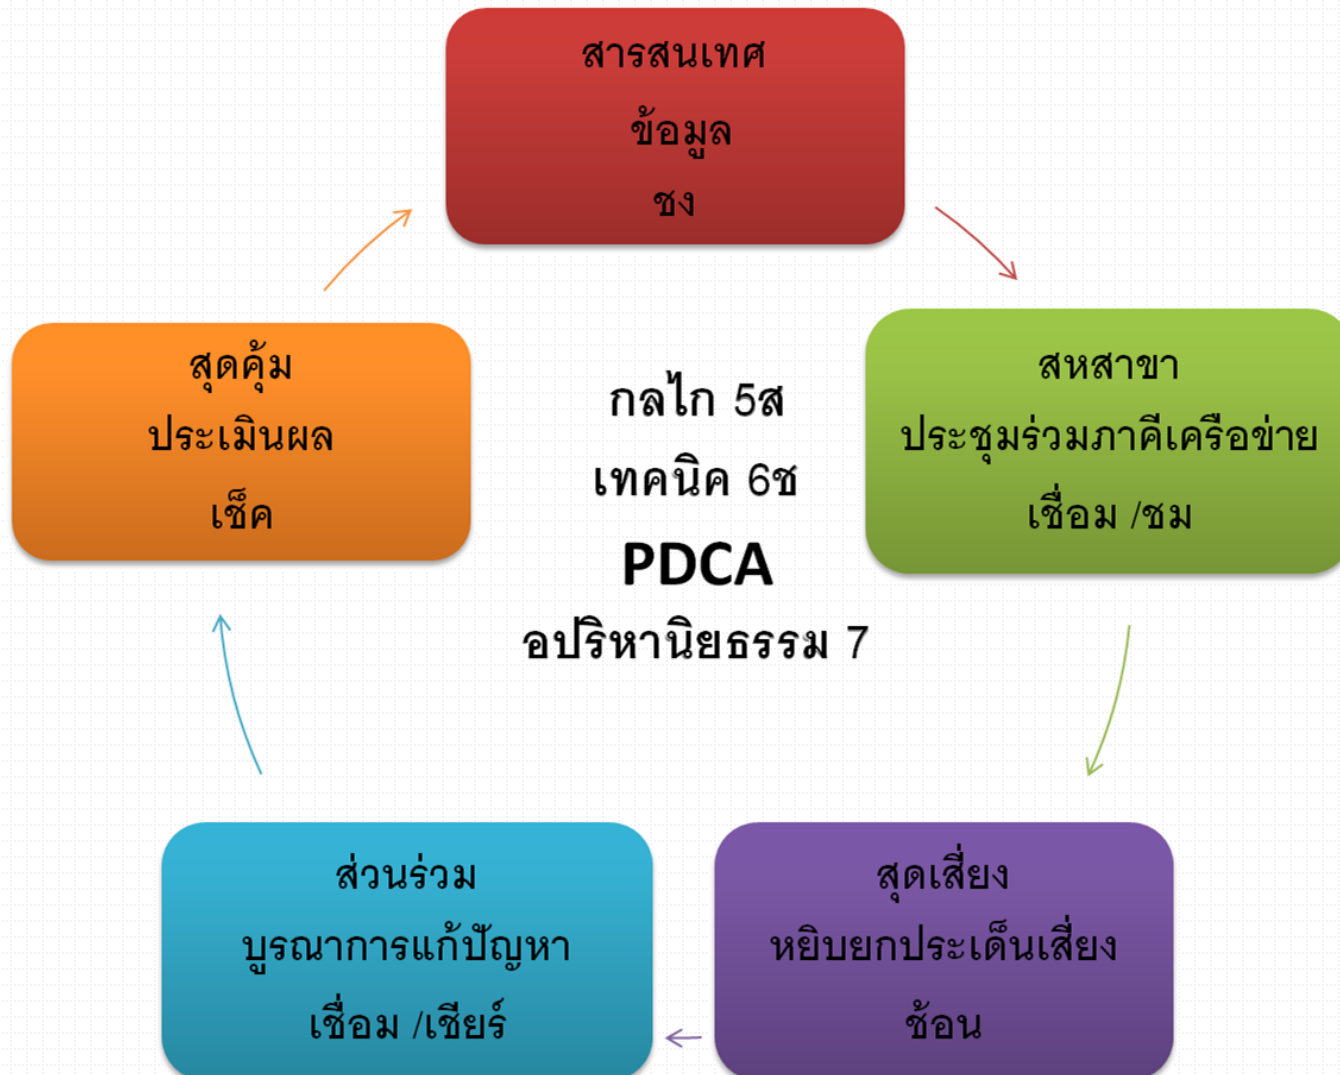 สารสนเทศ
ข้อมูล
ชง
สหสาขา
ประชุมร่วมภาคีเครือข่าย
เชื่อม /ชม
สุดเสี่ยง
หยิบยกประเด็นเสี่ยง
ช้อน
ส่วนร่วม
บูรณาการแก้ปัญหา
เชื่อม /เชียร์
สุดคุ้ม
ประเมินผล
เช็ค
กลไก 5ส
เทคนิค 6ช
PDCA
อปริหานิยธรรม 7